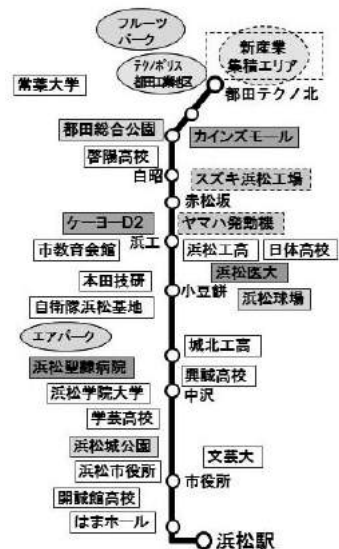 フルーツ
パーク
新産業
集積エリア
テクノポリス
都田工業地区
常葉大学
都田テクノ北
都田総合公園
カインズモール
啓陽高校
白昭
スズキ浜松工場
赤松坂
ケーヨーD2
ヤマハ発動機
市教育会館
浜工
浜松工高
日体高校
本田技研
浜松医大
小豆餅
自衛隊浜松基地
浜松球場
エアパーク
城北工高
浜松聖隷病院
興誠高校
浜松学院大学
中沢
学芸高校
浜松城公園
文芸大
浜松市役所
市役所
開誠館高校
はまホール
浜松駅